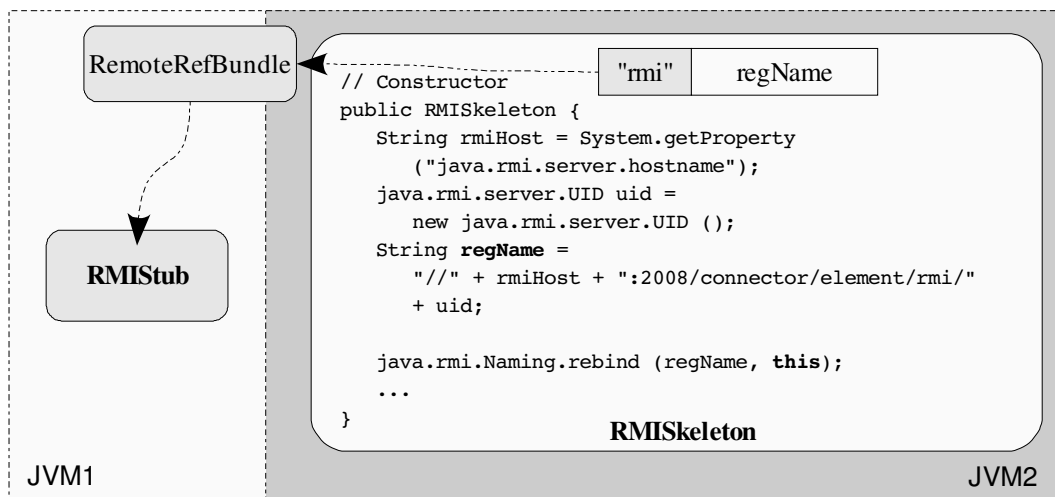 RemoteRefBundle
"rmi" regName
// Constructor
public RMISkeleton {
String rmiHost = System.getProperty
("java.rmi.server.hostname");
java.rmi.server.UID uid =
new java.rmi.server.UID ();
String regName =
"//" + rmiHost + ":2008/connector/element/rmi/"
+ uid;
java.rmi.Naming.rebind (regName, this);
...
}
RMIStub
RMISkeleton
JVM1
JVM2